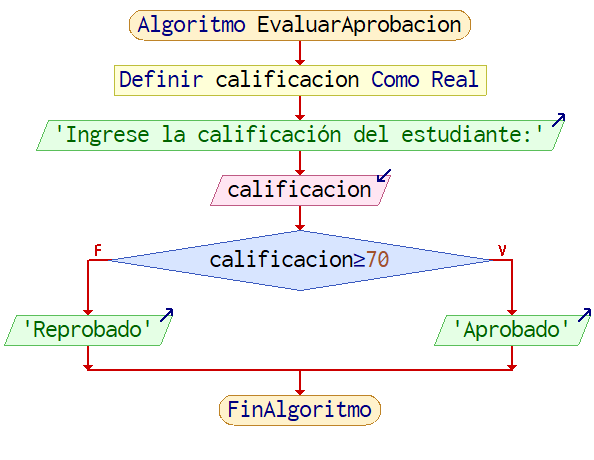 Algoritmo EvaluarAprobacion
Definir calificacion Como Real
'Ingrese la calificación del estudiante:'
calificacion
F
V
calificacion≥70
'Reprobado'
'Aprobado'
FinAlgoritmo